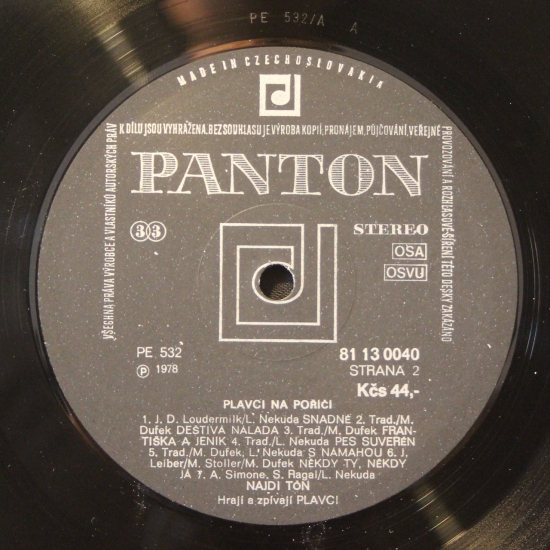 PE 532/A A
MADE IN CZECHOSLOVAKIA
VŠECHNA PRÁVA VÝROBCE A VLASTNÍKŮ AUTORSKÝCH PRÁV
K DÍLU JSOU VYHRAŽENA. BEZ SOUHLASU JE VÝROBA KOPIÍ, PRONÁJEM, PŮJČOVÁNÍ, VEŘEJNÉ
PROVOZOVÁNÍ A ROZHLASOVÉ ŠÍŘENÍ TÉTO DESKY ZAKÁZÁNO
PANTON
33
STEREO
OSA
OSVU
PE 532
81 13 0040
Ⓟ 1978
STRANA 2
Kčs 44,-
PLAVCI NA POŘÍČÍ
1. J. D. Loudermilk/L. Nekuda SNADNÉ 2. Trad./M.
Dufek DEŠTIVÁ NÁLADA 3. Trad./M. Dufek FRAN-
TIŠKA A JENÍK 4. Trad./L. Nekuda PES SUVERÉN
5. Trad./M. Dufek, L. Nekuda S NÁMAHOU 6. J.
Leiber/M. Stoller/M. Dufek NĚKDY TY, NĚKDY
JÁ 7. A. Simone, S. Ragai/L. Nekuda
NAJDI TÓN
Hrají a zpívají PLAVCI